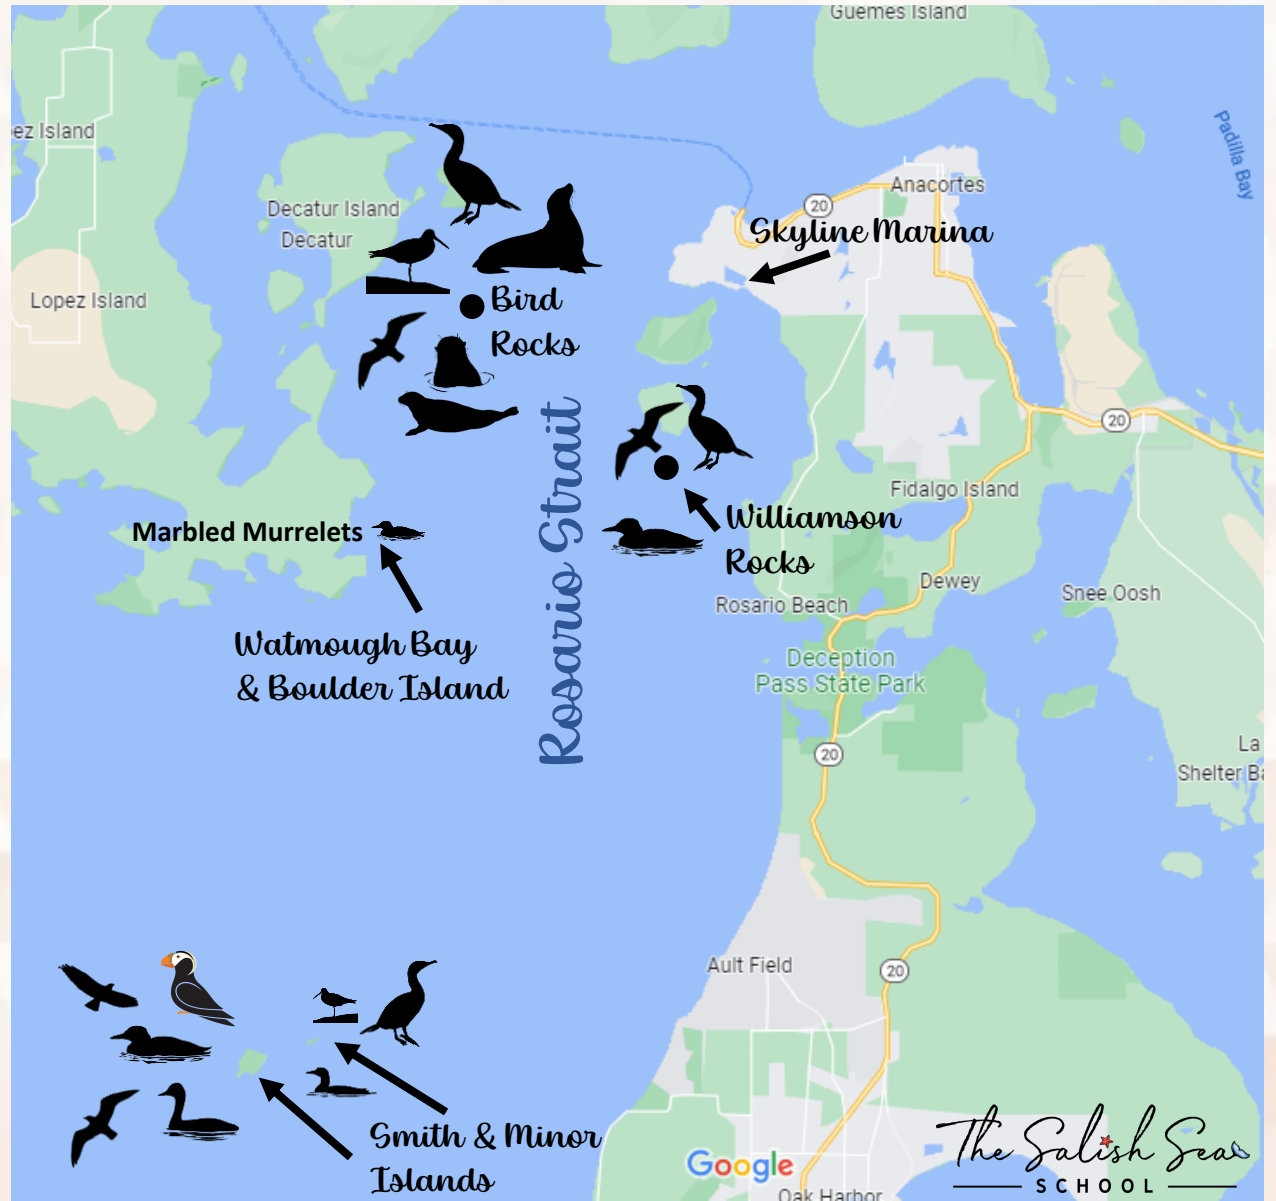 Guemes Island
Padilla Bay
ez Island
Anacortes
20
Decatur Island
Decatur
Skyline Marina
Lopez Island
Bird
Rocks
Rosario Strait
20
Fidalgo Island
Marbled Murrelets
Williamson
Rocks
Dewey
Snee Oosh
Rosario Beach
Watmough Bay
& Boulder Island
Deception
Pass State Park
20
La
Shelter Ba
Ault Field
20
Smith & Minor
Islands
Google
Oak Harbor
The Salish Sea
SCHOOL